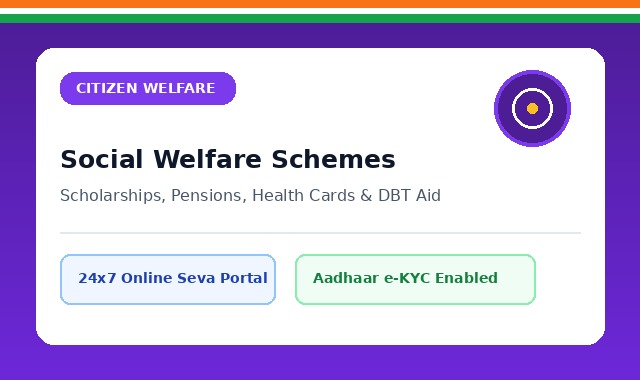 CITIZEN WELFARE
Social Welfare Schemes
Scholarships, Pensions, Health Cards & DBT Aid
24x7 Online Seva Portal
Aadhaar e-KYC Enabled